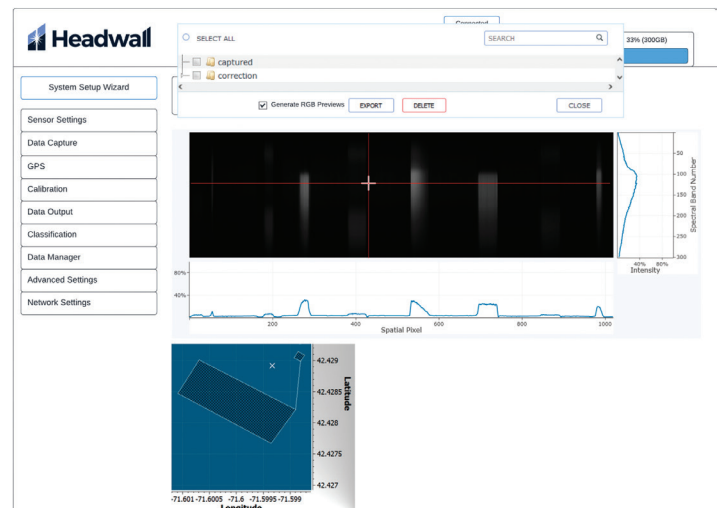 Headwall
Connected
SELECT ALL
SEARCH
33% (300GB)
captured
correction
Generate RGB Previews
EXPORT
DELETE
CLOSE
System Setup Wizard
Sensor Settings
Data Capture
GPS
Calibration
Data Output
Classification
Data Manager
Advanced Settings
Network Settings
50
100
150
200
250
300
Spectral Band Number
40% 80%
Intensity
80%
40%
200 400 600 800 1000
Spatial Pixel
42.429
42.4285
42.428
42.4275
42.427
Latitude
-71.601 -71.6005 -71.6 -71.5995 -71.599
Longitude